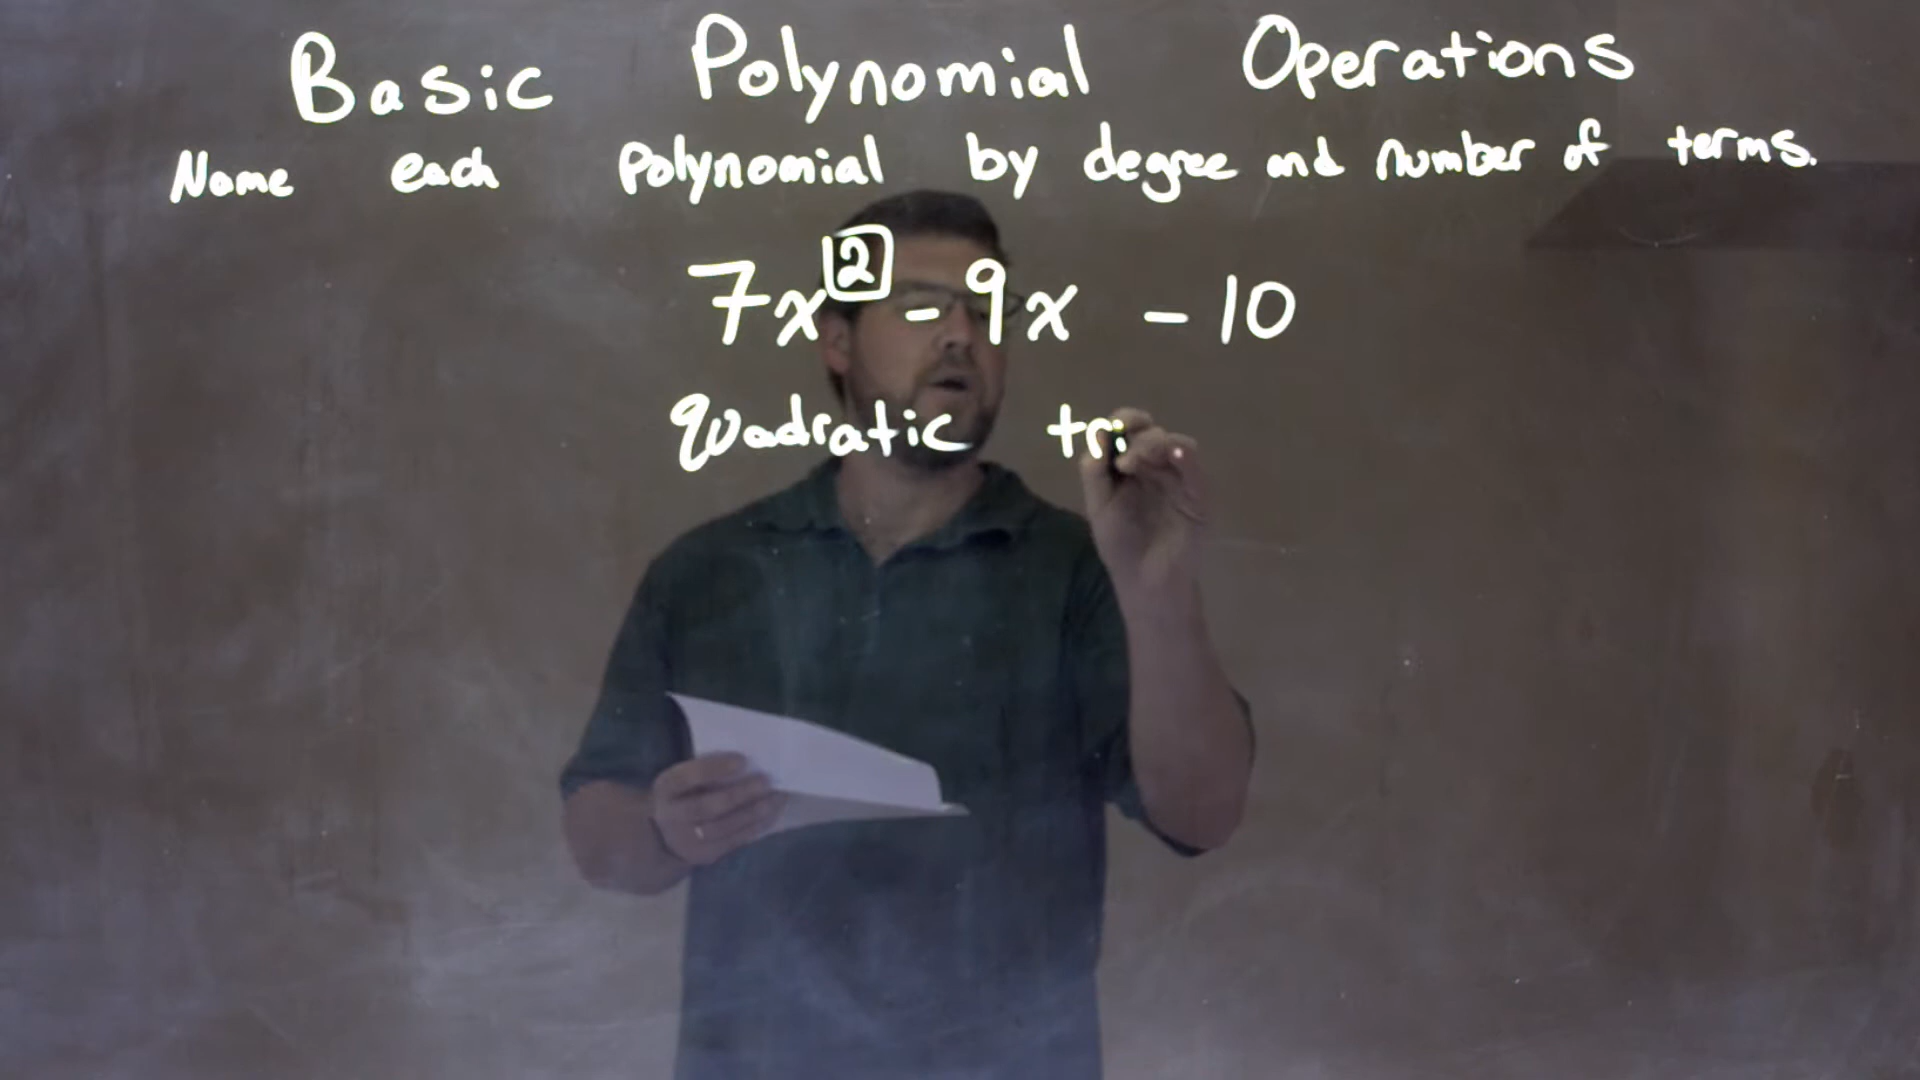 Basic Polynomial Operations
Name each polynomial by degree and number of terms.
7x² - 9x - 10
quadratic tri